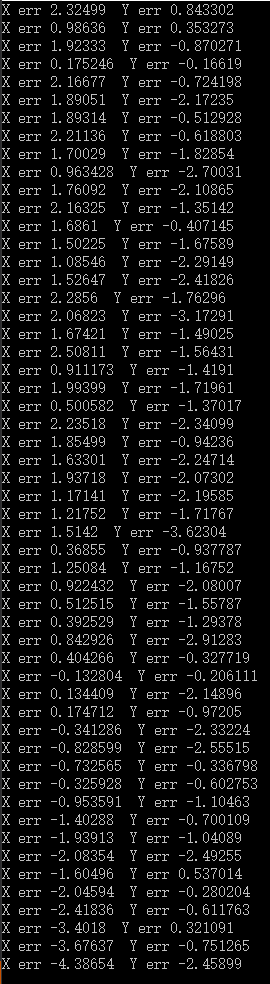 X err 2.32499 Y err 0.843302
X err 0.98636 Y err 0.353273
X err 1.92333 Y err -0.870271
X err 0.175246 Y err -0.16619
X err 2.16677 Y err -0.724198
X err 1.89051 Y err -2.17235
X err 1.89314 Y err -0.512928
X err 2.21136 Y err -0.618803
X err 1.70029 Y err -1.82854
X err 0.963428 Y err -2.70031
X err 1.76092 Y err -2.10865
X err 2.16325 Y err -1.35142
X err 1.6861 Y err -0.407145
X err 1.50225 Y err -1.67589
X err 1.08546 Y err -2.29149
X err 1.52647 Y err -2.41826
X err 2.2856 Y err -1.76296
X err 2.06823 Y err -3.17291
X err 1.67421 Y err -1.49025
X err 2.50811 Y err -1.56431
X err 0.911173 Y err -1.4191
X err 1.99399 Y err -1.71961
X err 0.500582 Y err -1.37017
X err 2.23518 Y err -2.34099
X err 1.85499 Y err -0.94236
X err 1.63301 Y err -2.24714
X err 1.93718 Y err -2.07302
X err 1.17141 Y err -2.19585
X err 1.21752 Y err -1.71767
X err 1.5142 Y err -3.62304
X err 0.36855 Y err -0.937787
X err 1.25084 Y err -1.16752
X err 0.922432 Y err -2.08007
X err 0.512515 Y err -1.55787
X err 0.392529 Y err -1.29378
X err 0.842926 Y err -2.91283
X err 0.404266 Y err -0.327719
X err -0.132804 Y err -0.206111
X err 0.134409 Y err -2.14896
X err 0.174712 Y err -0.97205
X err -0.341286 Y err -2.33224
X err -0.828599 Y err -2.55515
X err -0.732565 Y err -0.336798
X err -0.325928 Y err -0.602753
X err -0.953591 Y err -1.10463
X err -1.40288 Y err -0.700109
X err -1.93913 Y err -1.04089
X err -2.08354 Y err -2.49255
X err -1.60496 Y err 0.537014
X err -2.04594 Y err -0.280204
X err -2.41836 Y err -0.611763
X err -3.4018 Y err 0.321091
X err -3.67637 Y err -0.751265
X err -4.38654 Y err -2.45899